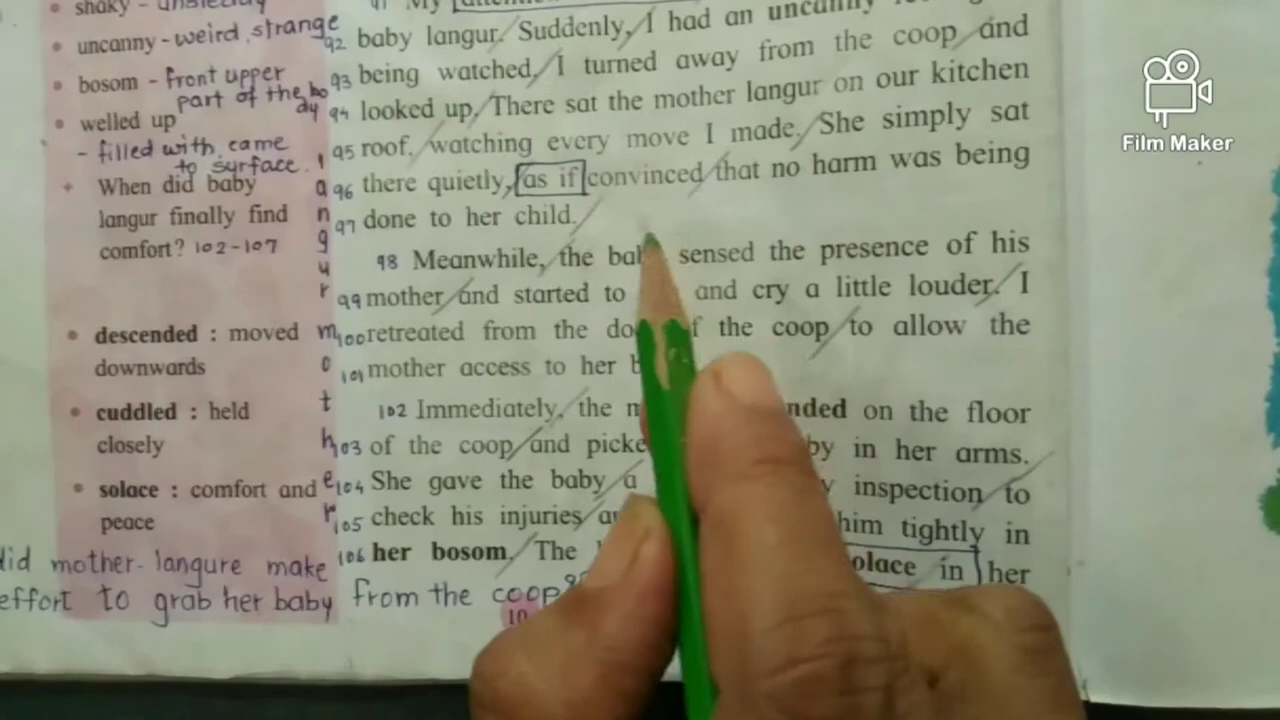 shaky -
uncanny - weird, strange
bosom - front upper
part of the body
welled up
- filled with, came
to surface.
When did baby
langur finally find
comfort? 102-107
descended : moved
downwards
cuddled : held
closely
solace : comfort and
peace
did mother-langure make
effort to grab her baby from the coop
languR motheR
91 My
92 baby langur. Suddenly, I had an uncanny
93 being watched, I turned away from the coop and
94 looked up. There sat the mother langur on our kitchen
95 roof, watching every move I made. She simply sat
96 there quietly, as if convinced that no harm was being
97 done to her child.
98 Meanwhile, the sensed the presence of his
99 mother and started to and cry a little louder. I
100 retreated from the the coop to allow the
101 mother access to her
102 Immediately, the on the floor
103 of the coop and in her arms.
104 She gave the baby a inspection to
105 check his injuries him tightly in
106 her bosom. The solace in her
10
Film Maker